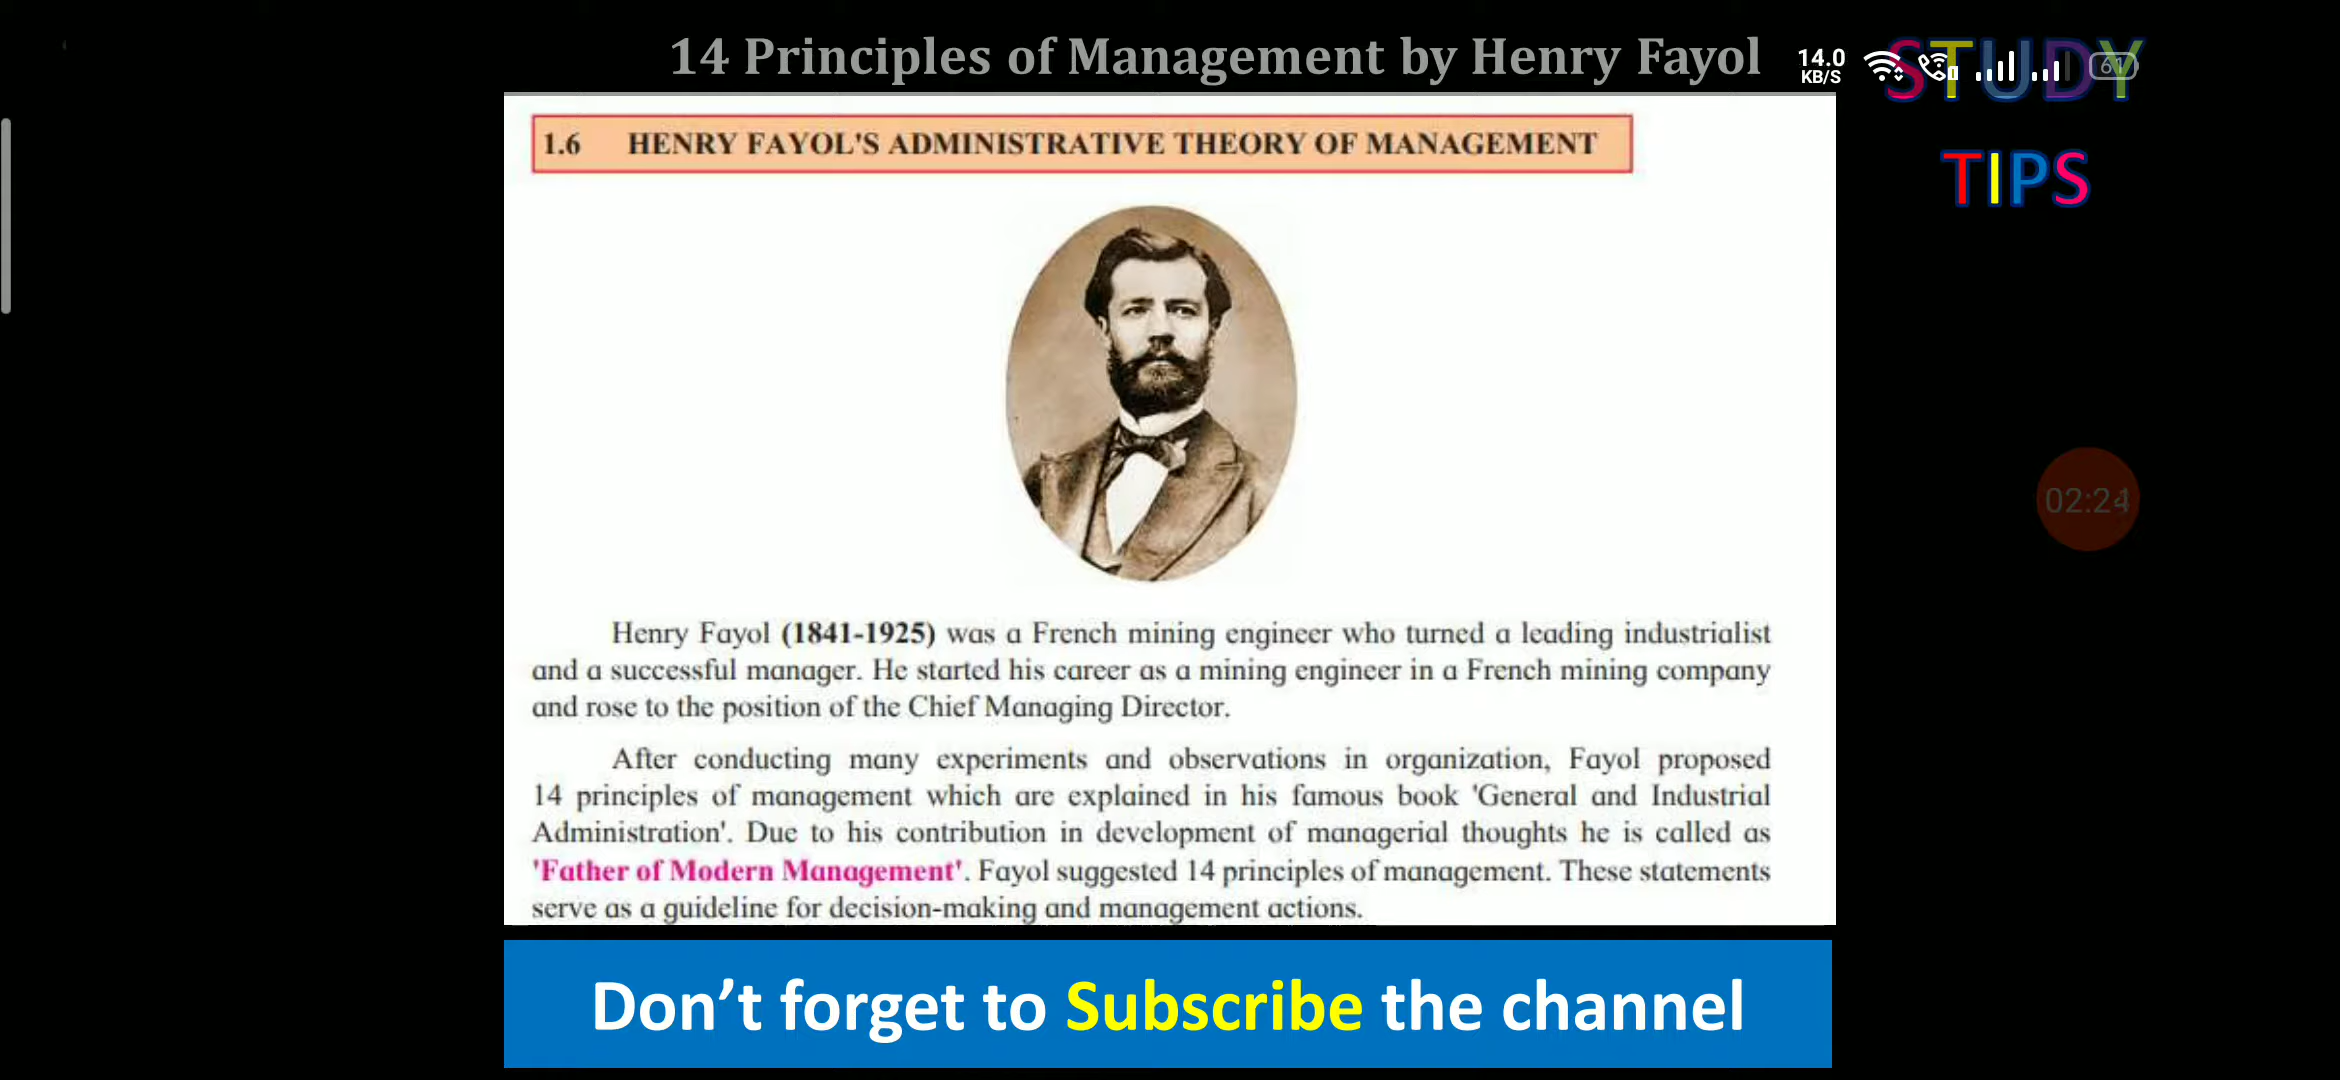 14 Principles of Management by Henry Fayol
14.0
KB/S
61
STUDY
TIPS
1.6 HENRY FAYOL'S ADMINISTRATIVE THEORY OF MANAGEMENT
02:24
Henry Fayol (1841-1925) was a French mining engineer who turned a leading industrialist
and a successful manager. He started his career as a mining engineer in a French mining company
and rose to the position of the Chief Managing Director.
After conducting many experiments and observations in organization, Fayol proposed
14 principles of management which are explained in his famous book 'General and Industrial
Administration'. Due to his contribution in development of managerial thoughts he is called as
'Father of Modern Management'. Fayol suggested 14 principles of management. These statements
serve as a guideline for decision-making and management actions.
Don’t forget to Subscribe the channel